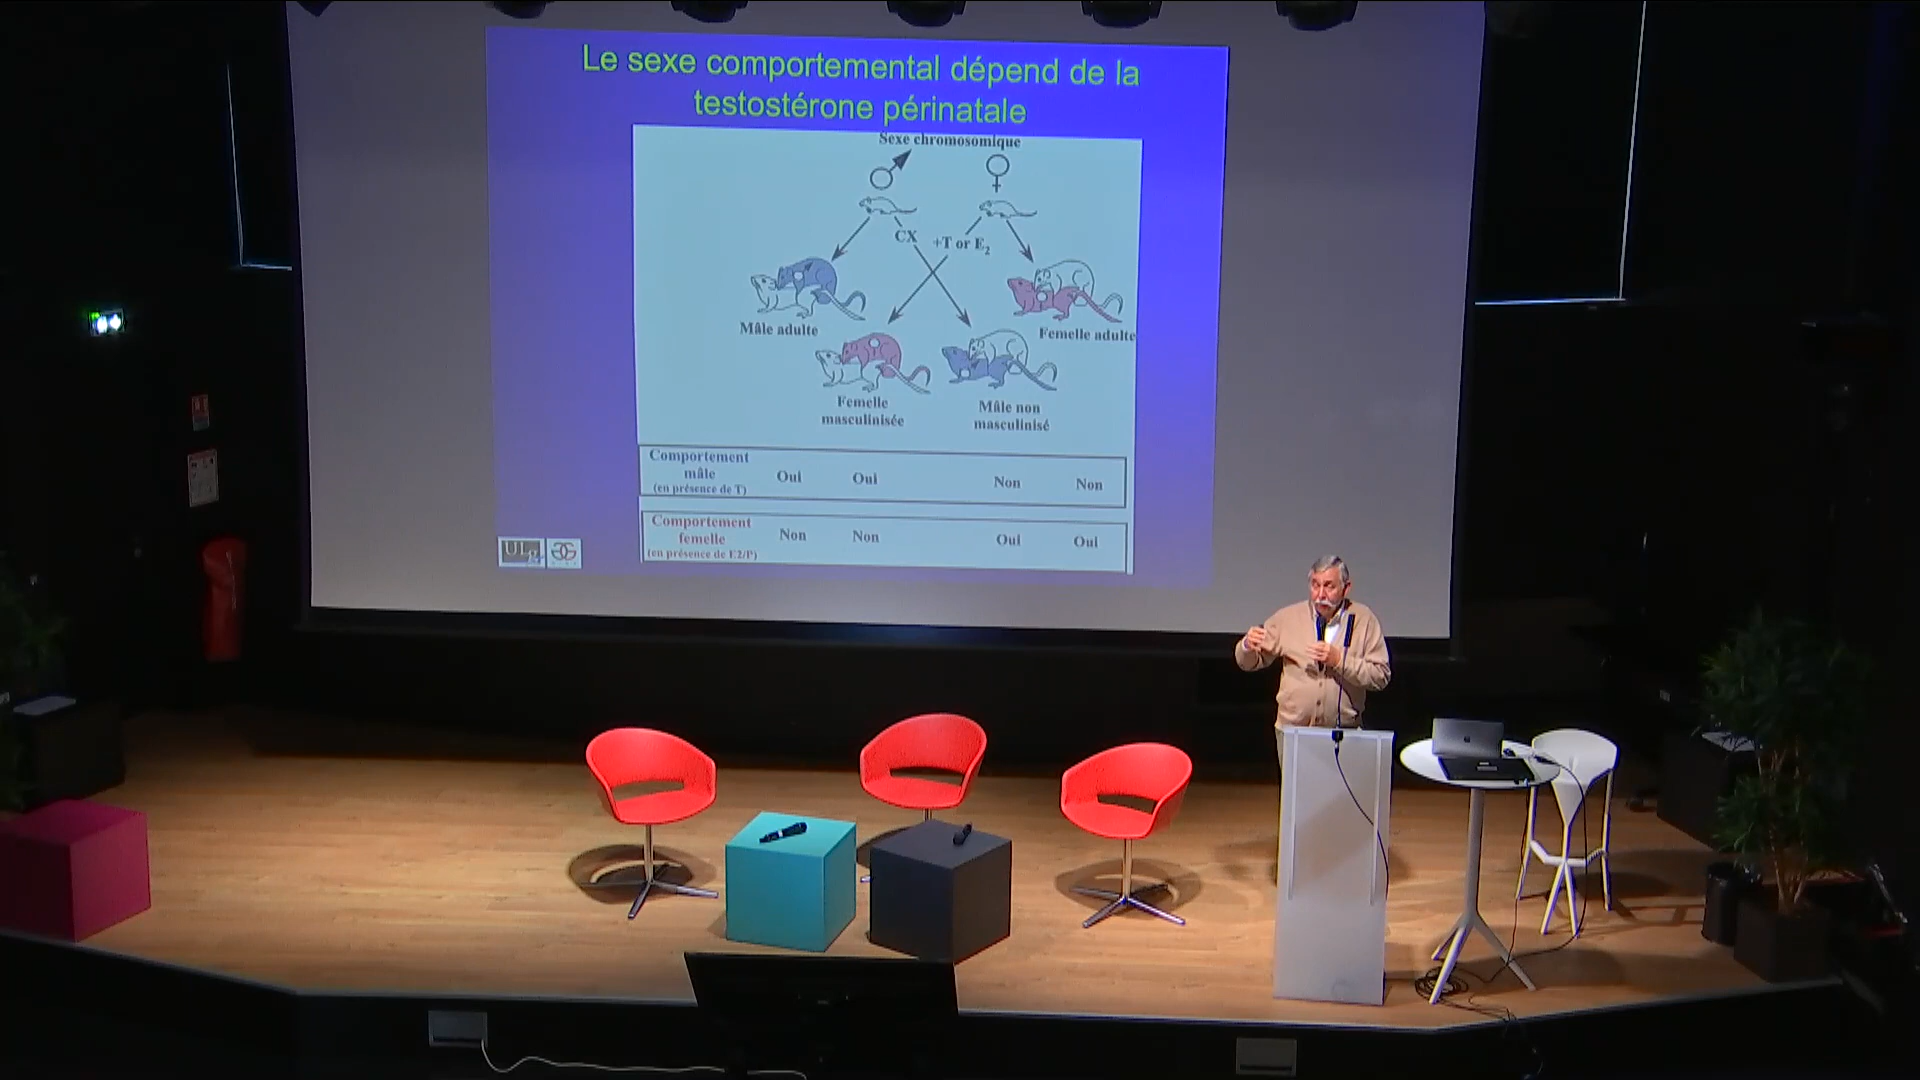 Le sexe comportemental dépend de la
testostérone périnatale
Sexe chromosomique
CX
+T or E2
Mâle adulte
Femelle adulte
Femelle
masculinisée
Mâle non
masculinisé
Comportement
mâle
(en présence de T)
Oui
Oui
Non
Non
Comportement
femelle
(en présence de E2/P)
Non
Non
Oui
Oui
ULg